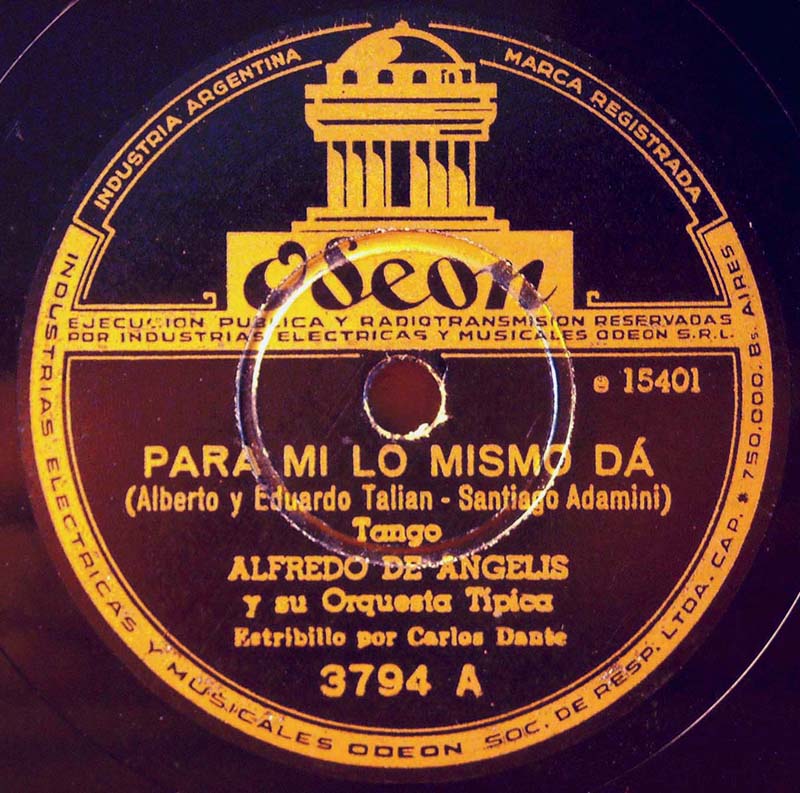 INDUSTRIA ARGENTINA
MARCA REGISTRADA
Odeon
EJECUCION PUBLICA Y RADIOTRANSMISION RESERVADAS
POR INDUSTRIAS ELECTRICAS Y MUSICALES ODEON S.R.L.
e 15401
PARA MI LO MISMO DÁ
(Alberto y Eduardo Talian - Santiago Adamini)
Tango
ALFREDO DE ANGELIS
y su Orquesta Típica
Estribillo por Carlos Dante
3794 A
INDUSTRIAS ELECTRICAS Y MUSICALES ODEON SOC. DE RESP. LTDA. CAP. * 750.000. Bs. AIRES